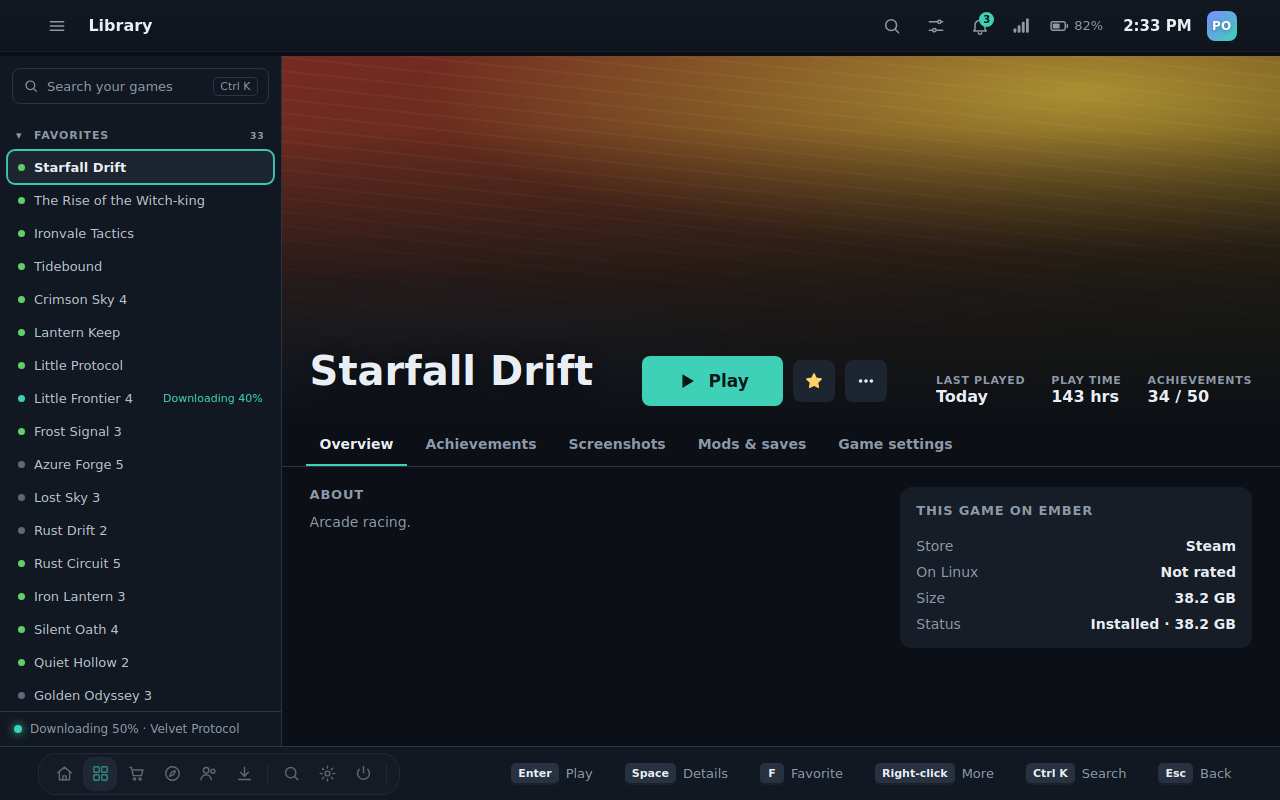 Library
3
82%
2:33 PM
PO
Search your games
Ctrl K
FAVORITES
33
Starfall Drift
The Rise of the Witch-king
Ironvale Tactics
Tidebound
Crimson Sky 4
Lantern Keep
Little Protocol
Little Frontier 4
Downloading 40%
Frost Signal 3
Azure Forge 5
Lost Sky 3
Rust Drift 2
Rust Circuit 5
Iron Lantern 3
Silent Oath 4
Quiet Hollow 2
Golden Odyssey 3
Downloading 50% · Velvet Protocol
Starfall Drift
Play
LAST PLAYED
Today
PLAY TIME
143 hrs
ACHIEVEMENTS
34 / 50
Overview
Achievements
Screenshots
Mods & saves
Game settings
ABOUT
Arcade racing.
THIS GAME ON EMBER
Store Steam
On Linux Not rated
Size 38.2 GB
Status Installed · 38.2 GB
Enter Play
Space Details
F Favorite
Right-click More
Ctrl K Search
Esc Back